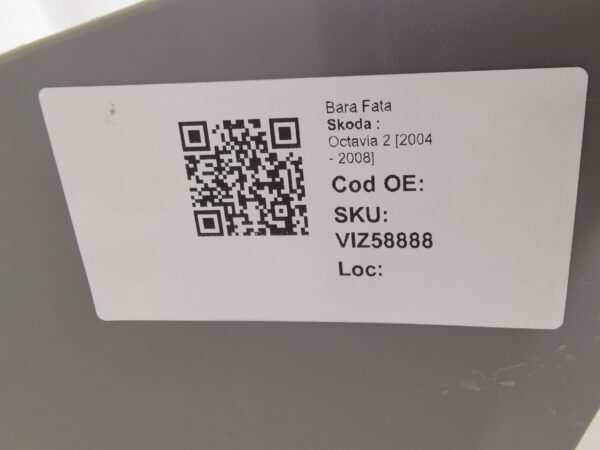 Bara Fata
Skoda :
Octavia 2 [2004
- 2008]
Cod OE:
SKU:
VIZ58888
Loc: